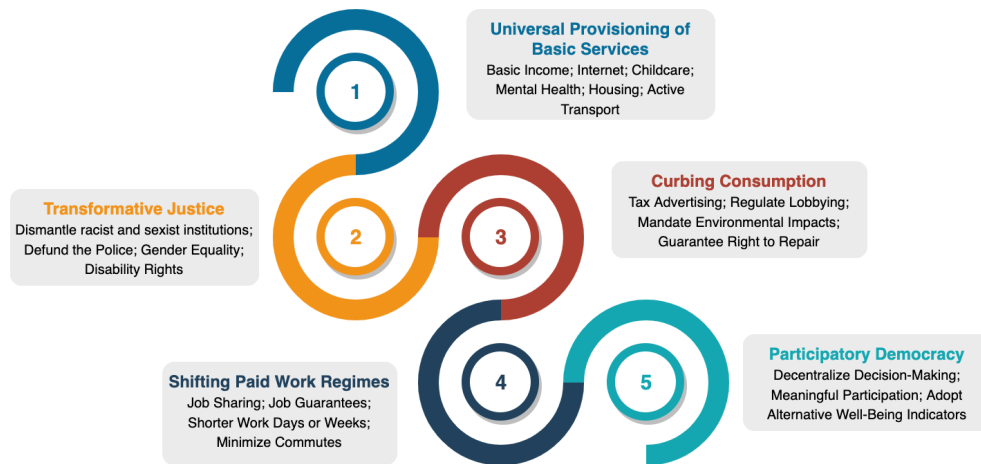 1
Universal Provisioning of
Basic Services
Basic Income; Internet; Childcare;
Mental Health; Housing; Active
Transport
2
Transformative Justice
Dismantle racist and sexist institutions;
Defund the Police; Gender Equality;
Disability Rights
3
Curbing Consumption
Tax Advertising; Regulate Lobbying;
Mandate Environmental Impacts;
Guarantee Right to Repair
4
Shifting Paid Work Regimes
Job Sharing; Job Guarantees;
Shorter Work Days or Weeks;
Minimize Commutes
5
Participatory Democracy
Decentralize Decision-Making;
Meaningful Participation; Adopt
Alternative Well-Being Indicators